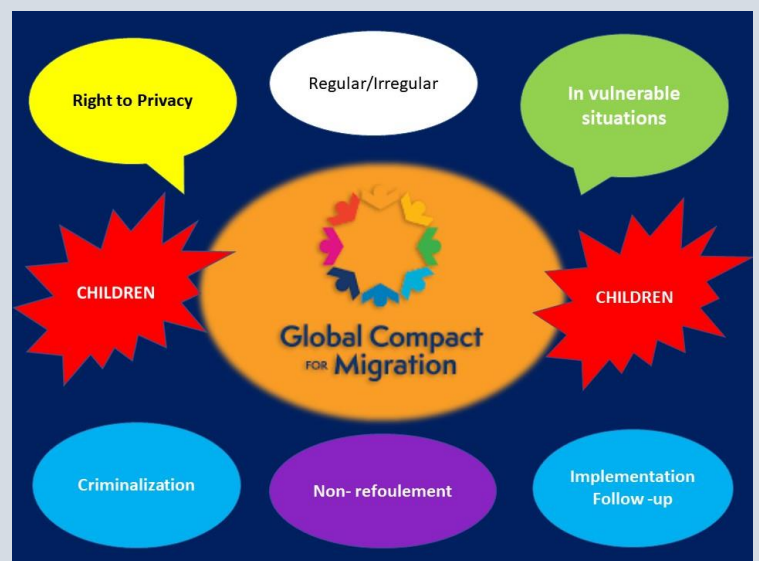 Right to Privacy
Regular/Irregular
In vulnerable
situations
CHILDREN
Global Compact
FOR Migration
CHILDREN
Criminalization
Non- refoulement
Implementation
Follow -up